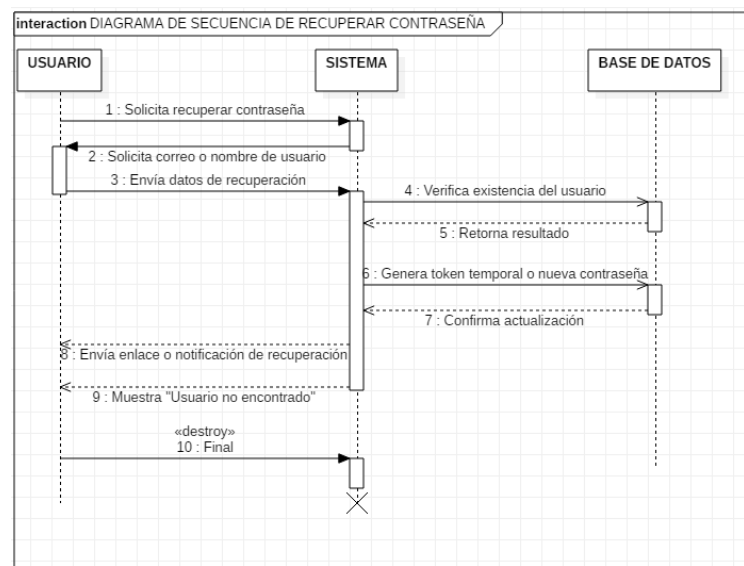 interaction DIAGRAMA DE SECUENCIA DE RECUPERAR CONTRASEÑA
USUARIO
SISTEMA
BASE DE DATOS
1 : Solicita recuperar contraseña
2 : Solicita correo o nombre de usuario
3 : Envía datos de recuperación
4 : Verifica existencia del usuario
5 : Retorna resultado
6 : Genera token temporal o nueva contraseña
7 : Confirma actualización
8 : Envía enlace o notificación de recuperación
9 : Muestra "Usuario no encontrado"
«destroy»
10 : Final